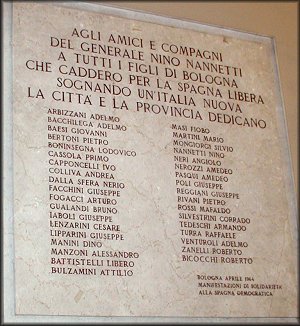 AGLI AMICI E COMPAGNI
DEL GENERALE NINO NANNETTI
A TUTTI I FIGLI DI BOLOGNA
CHE CADDERO PER LA SPAGNA LIBERA
SOGNANDO UN'ITALIA NUOVA
LA CITTÀ E LA PROVINCIA DEDICANO
ARBIZZANI ADELMO
BACCHILEGA ADELMO
BAESI GIOVANNI
BERTONI PIETRO
BONINSEGNA LODOVICO
CASSOLA PRIMO
CAPPONCELLI IVO
COLLIVA ANDREA
DALLA SFERA NERIO
FACCHINI GIUSEPPE
FOGACCI ARTURO
GUALANDI BRUNO
IABOLI GIUSEPPE
LENZARINI CESARE
LIPPARINI GIUSEPPE
MANINI DINO
MANZONI ALESSANDRO
BATTISTELLI LIBERO
BULZAMINI ATTILIO
MASI FIOBO
MARTINI MARIO
MONGIORGI SILVIO
NANNETTI NINO
NERI ANGIOLO
NEROZZI AMEDEO
PASQUI AMEDEO
POLI GIUSEPPE
REGGIANI GIUSEPPE
RIVANI PIETRO
ROSSI MAFALDO
SILVESTRINI CORRADO
TEDESCHI ARMANDO
TURRA RAFFAELE
VENTUROLI ADELMO
ZANELLI ROBERTO
BICOCCHI ROBERTO
BOLOGNA APRILE 1964
MANIFESTAZIONI DI SOLIDARIETÀ
ALLA SPAGNA DEMOCRATICA